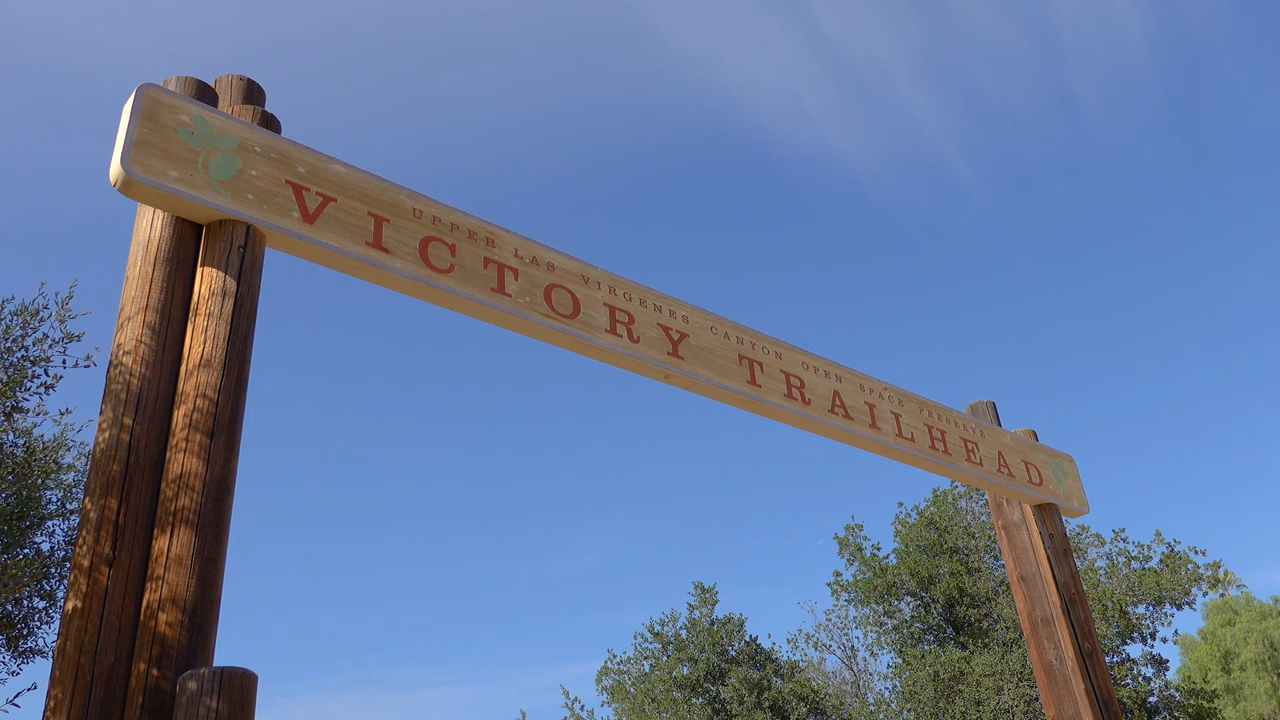 UPPER LAS VIRGENES CANYON OPEN SPACE PRESERVE
VICTORY TRAILHEAD